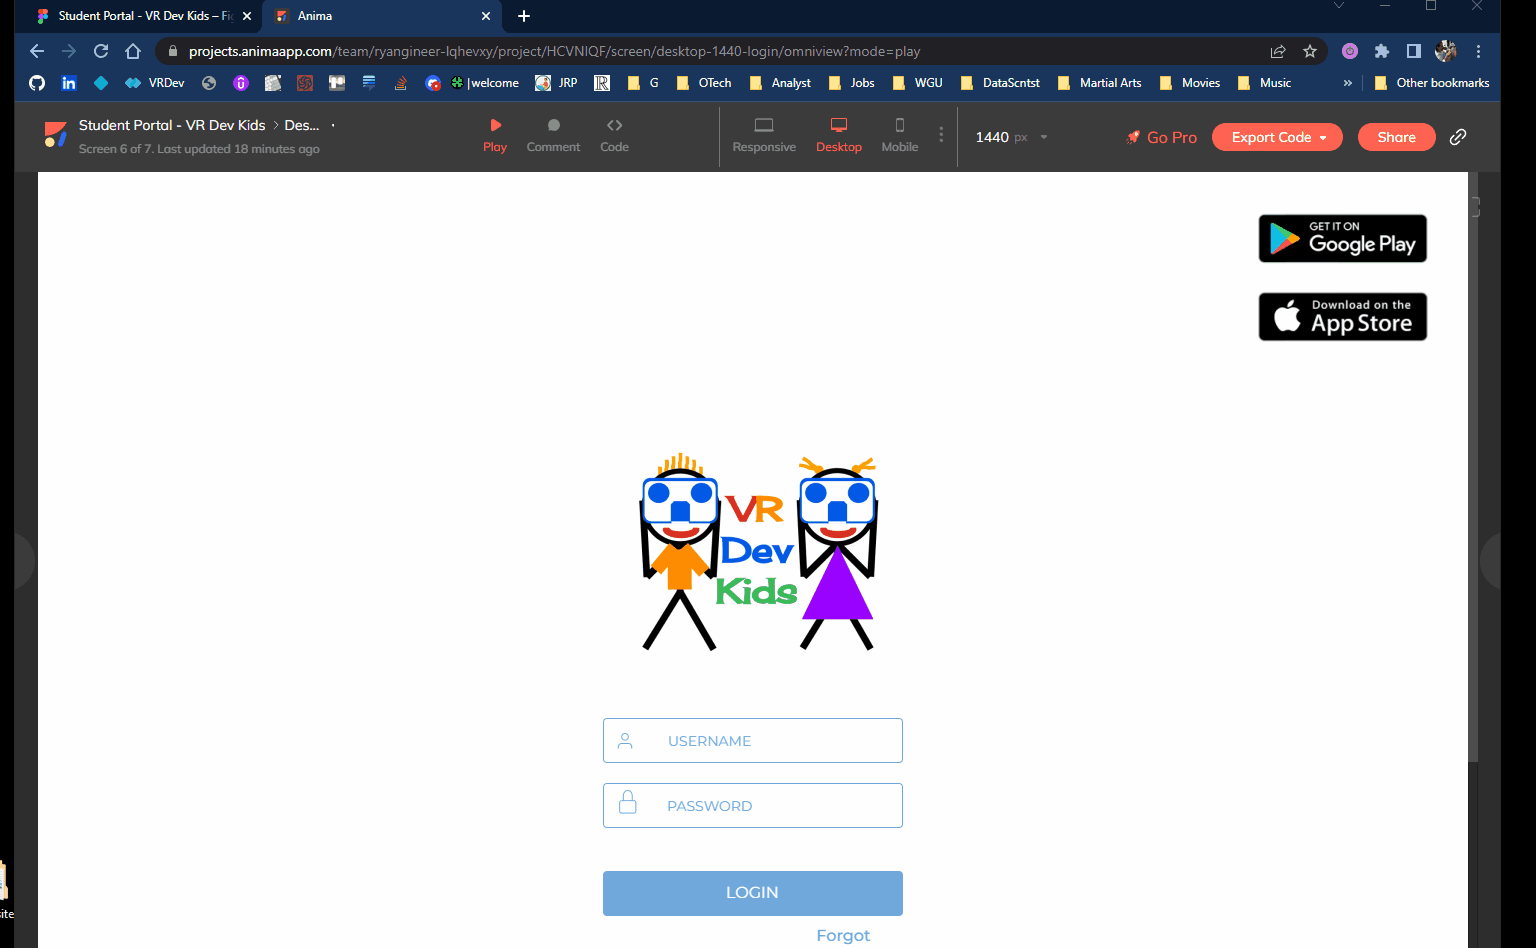 Student Portal - VR Dev Kids – Fi
Anima
projects.animaapp.com/team/ryangineer-lqhevxy/project/HCVNIQF/screen/desktop-1440-login/omniview?mode=play
VRDev
|welcome
JRP
R
G
OTech
Analyst
Jobs
WGU
DataScntst
Martial Arts
Movies
Music
»
Other bookmarks
Student Portal - VR Dev Kids > Des...
Screen 6 of 7. Last updated 18 minutes ago
Play
Comment
Code
Responsive
Desktop
Mobile
1440 px
Go Pro
Export Code
Share
GET IT ON
Google Play
Download on the
App Store
VR
Dev
Kids
USERNAME
PASSWORD
LOGIN
Forgot
site